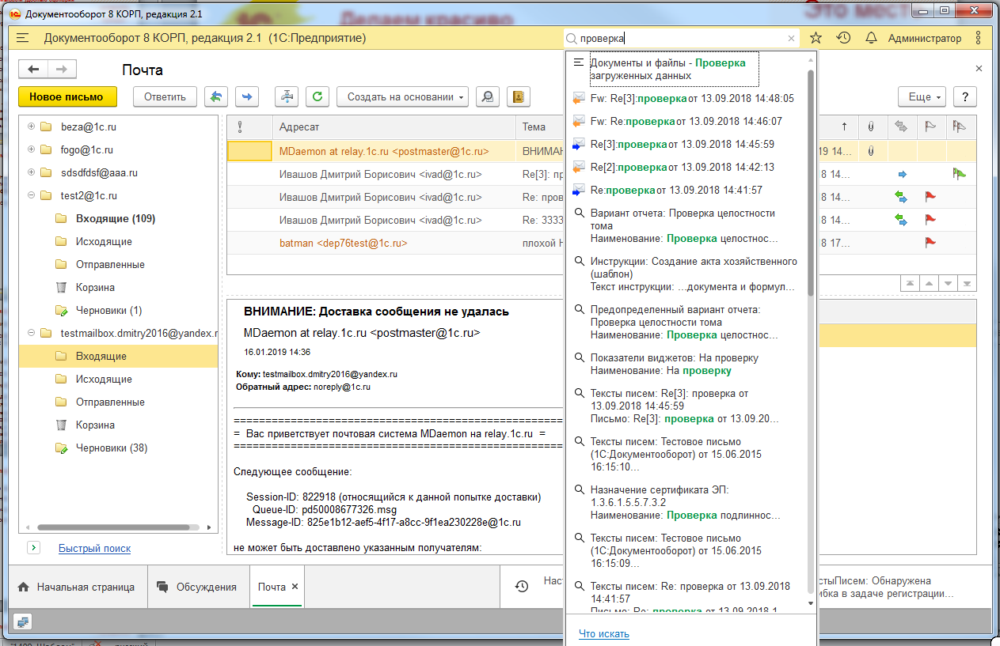 Документооборот 8 КОРП, редакция 2.1
Делаем красиво
Это мест
Документооборот 8 КОРП, редакция 2.1 (1С:Предприятие)
проверка
Администратор
Почта
Новое письмо
Ответить
Создать на основании
Еще
?
beza@1c.ru
fogo@1c.ru
sdsdfdsf@aaa.ru
test2@1c.ru
Входящие (109)
Исходящие
Отправленные
Корзина
Черновики (1)
testmailbox.dmitry2016@yandex.r
Входящие
Исходящие
Отправленные
Корзина
Черновики (38)
Быстрый поиск
Адресат
Тема
MDaemon at relay.1c.ru <postmaster@1c.ru>
ВНИМАН
19 14...
Ивашов Дмитрий Борисович <ivad@1c.ru>
Re[3]: пр
8 14...
Ивашов Дмитрий Борисович <ivad@1c.ru>
Re: пров
8 14...
Ивашов Дмитрий Борисович <ivad@1c.ru>
Re: 3333
8 14...
batman <dep76test@1c.ru>
плохой Н
8 17...
ВНИМАНИЕ: Доставка сообщения не удалась
MDaemon at relay.1c.ru <postmaster@1c.ru>
16.01.2019 14:36
Кому: testmailbox.dmitry2016@yandex.ru
Обратный адрес: noreply@1c.ru
====================================================
= Вас приветствует почтовая система MDaemon на relay.1c.ru =
====================================================
Следующее сообщение:
Session-ID: 822918 (относящийся к данной попытке доставки)
Queue-ID: pd50008677326.msg
Message-ID: 825e1b12-aef5-4f17-a8cc-9f1ea230228e@1c.ru
не может быть доставлено указанным получателям:
Документы и файлы - Проверка
загруженных данных
Fw: Re[3]:проверка от 13.09.2018 14:48:05
Fw: Re:проверка от 13.09.2018 14:46:07
Re[3]:проверка от 13.09.2018 14:45:59
Re[2]:проверка от 13.09.2018 14:42:13
Re:проверка от 13.09.2018 14:41:57
Вариант отчета: Проверка целостности
тома
Наименование: Проверка целостнос...
Инструкции: Создание акта хозяйственного
(шаблон)
Текст инструкции: ...документа и формул...
Предопределенный вариант отчета:
Проверка целостности тома
Наименование: Проверка целостнос...
Показатели виджетов: На проверку
Наименование: На проверку
Тексты писем: Re[3]: проверка от
13.09.2018 14:45:59
Письмо: Re[3]: проверка от 13.09.20...
Тексты писем: Тестовое письмо
(1С:Документооборот) от 15.06.2015
16:15:10...
Назначение сертификата ЭП:
1.3.6.1.5.5.7.3.2
Наименование: Проверка подлиннос...
Тексты писем: Тестовое письмо
(1С:Документооборот) от 15.06.2015
16:15:09...
Тексты писем: Re: проверка от 13.09.2018
14:41:57
Письмо: Re: проверка от 13.09.2018 1
Что искать
Начальная страница
Обсуждения
Почта
Наст
стыПисем: Обнаружена
ибка в задаче регистрации...